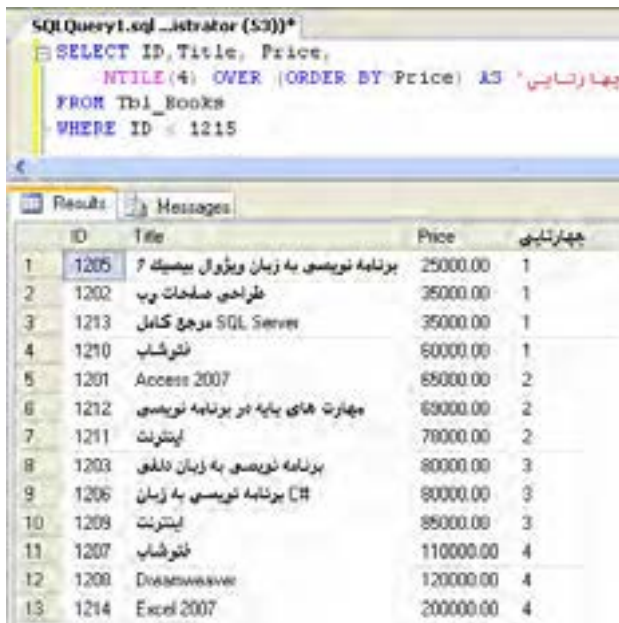 SQLQuery1.sql ...istrator (53))*
SELECT ID,Title, Price,
NTILE(4) OVER (ORDER BY Price) AS 'چهارتایی
FROM Tbl_Books
WHERE ID < 1215
Results Messages
ID Title Price چهارتایی
1 1205 برنامه نویسی به زبان ویژوال بیسیک 6 25000.00 1
2 1202 طراحی صفحات وب 35000.00 1
3 1213 مرجع کامل SQL Server 35000.00 1
4 1210 فتوشاپ 60000.00 1
5 1201 Access 2007 65000.00 2
6 1212 مهارت های پایه در برنامه نویسی 69000.00 2
7 1211 اینترنت 78000.00 2
8 1203 برنامه نویسی به زبان دلفی 80000.00 3
9 1206 برنامه نویسی به زبان C# 80000.00 3
10 1209 اینترنت 85000.00 3
11 1207 فتوشاپ 110000.00 4
12 1208 Dreamweaver 120000.00 4
13 1214 Excel 2007 200000.00 4